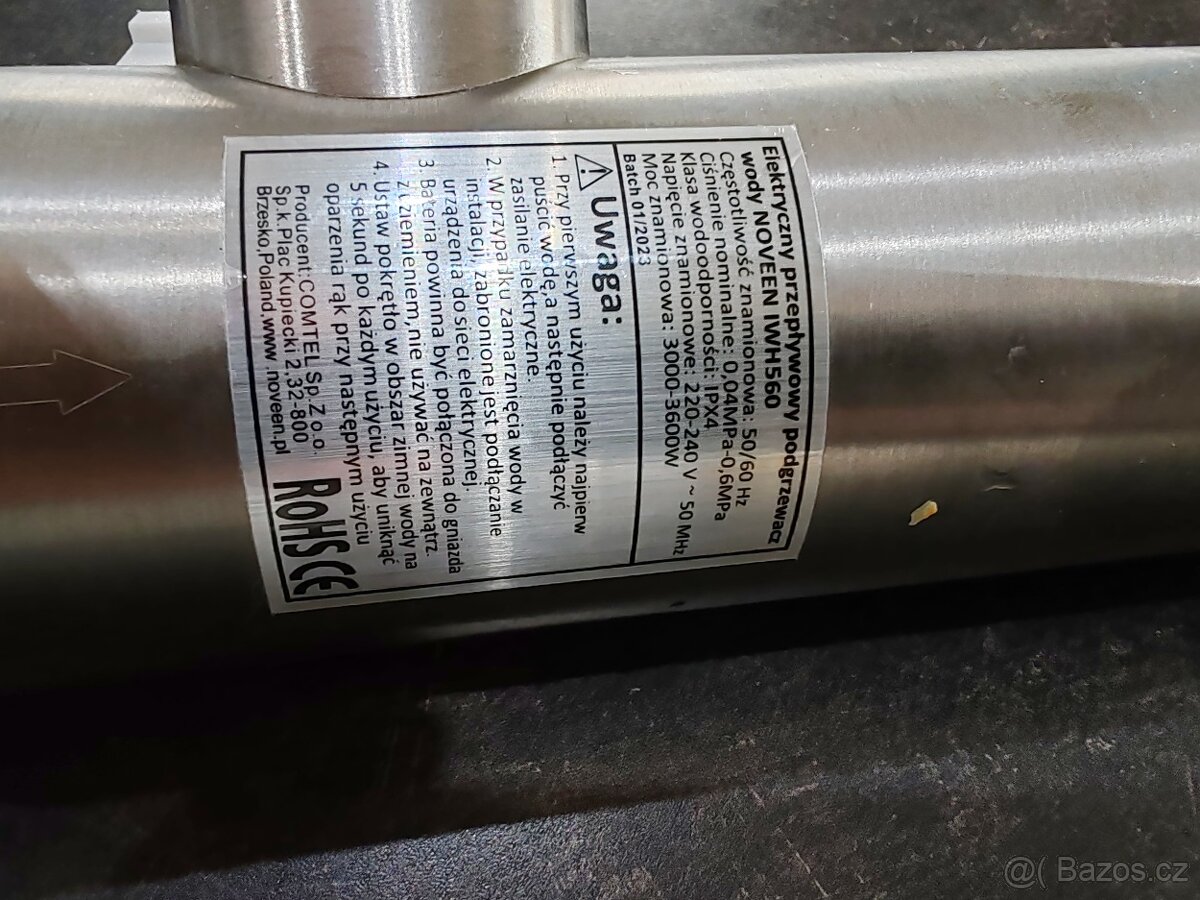 Elektryczny przepływowy podgrzewacz
wody NOVEEN IWH560
Częstotliwość znamionowa: 50/60 Hz
Ciśnienie nominalne: 0,04MPa-0,6MPa
Klasa wodoodporności: IPX4
Napięcie znamionowe: 220-240 V ~ 50 MHz
Moc znamionowa: 3000-3600W
Batch 01/2023
Uwaga:
1. Przy pierwszym użyciu należy najpierw
puścić wodę,a następnie podłączyć
zasilanie elektryczne.
2. W przypadku zamarznięcia wody w
instalacji, zabronione jest podłączanie
urządzenia do sieci elektrycznej.
3. Bateria powinna być połączona do gniazda
z uziemieniem, nie używać na zewnątrz.
4. Ustaw pokrętło w obszar zimnej wody na
5 sekund po każdym użyciu, aby uniknąć
oparzenia rąk przy następnym użyciu
Producent:COMTEL Sp. Z o.o.
Sp.k.Plac Kupiecki 2,32-800
Brzesko,Poland.www.noveen.pl
RoHS CE
@( Bazos.cz